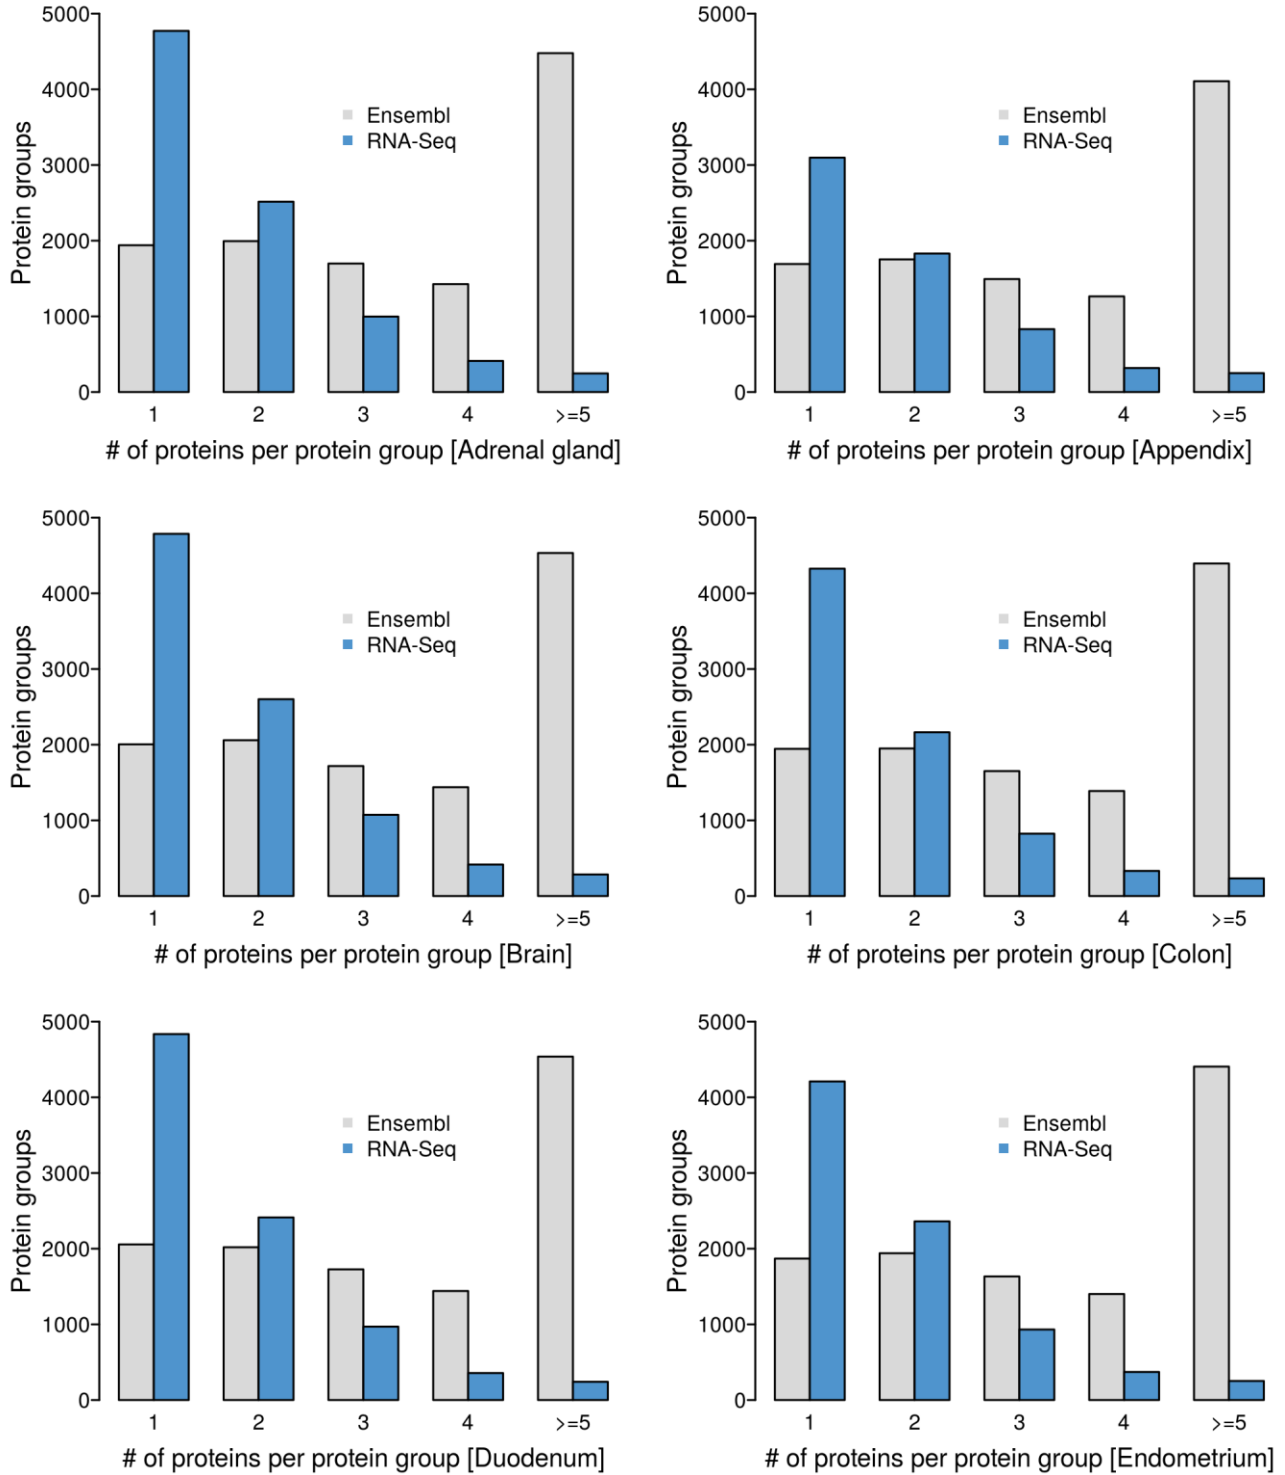 5000
4000
3000
2000
1000
0
Protein groups
Ensembl
RNA-Seq
1 2 3 4 >=5
# of proteins per protein group [Adrenal gland]
5000
4000
3000
2000
1000
0
Protein groups
Ensembl
RNA-Seq
1 2 3 4 >=5
# of proteins per protein group [Appendix]
5000
4000
3000
2000
1000
0
Protein groups
Ensembl
RNA-Seq
1 2 3 4 >=5
# of proteins per protein group [Brain]
5000
4000
3000
2000
1000
0
Protein groups
Ensembl
RNA-Seq
1 2 3 4 >=5
# of proteins per protein group [Colon]
5000
4000
3000
2000
1000
0
Protein groups
Ensembl
RNA-Seq
1 2 3 4 >=5
# of proteins per protein group [Duodenum]
5000
4000
3000
2000
1000
0
Protein groups
Ensembl
RNA-Seq
1 2 3 4 >=5
# of proteins per protein group [Endometrium]